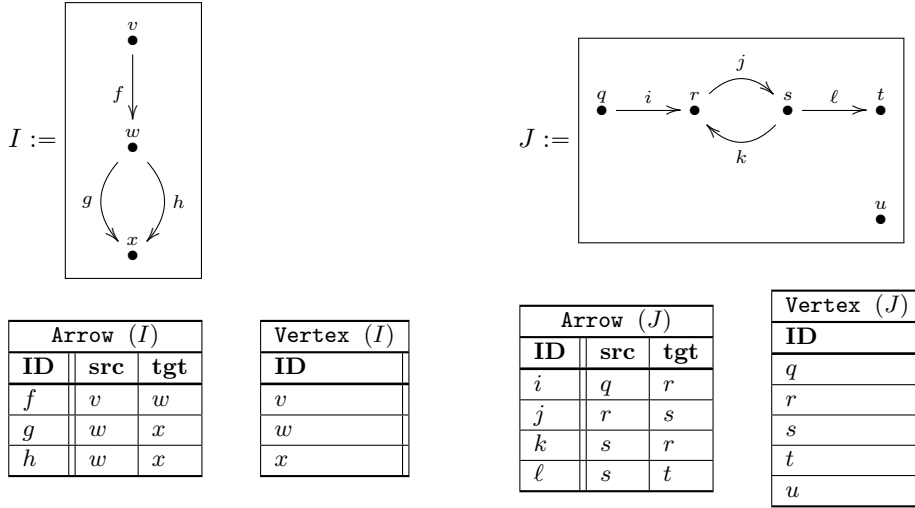 I :=
v
f
w
g h
x
J :=
q i r j s ℓ t
k
u
Arrow (I)
ID src tgt
f v w
g w x
h w x
Vertex (I)
ID
v
w
x
Arrow (J)
ID src tgt
i q r
j r s
k s r
ℓ s t
Vertex (J)
ID
q
r
s
t
u